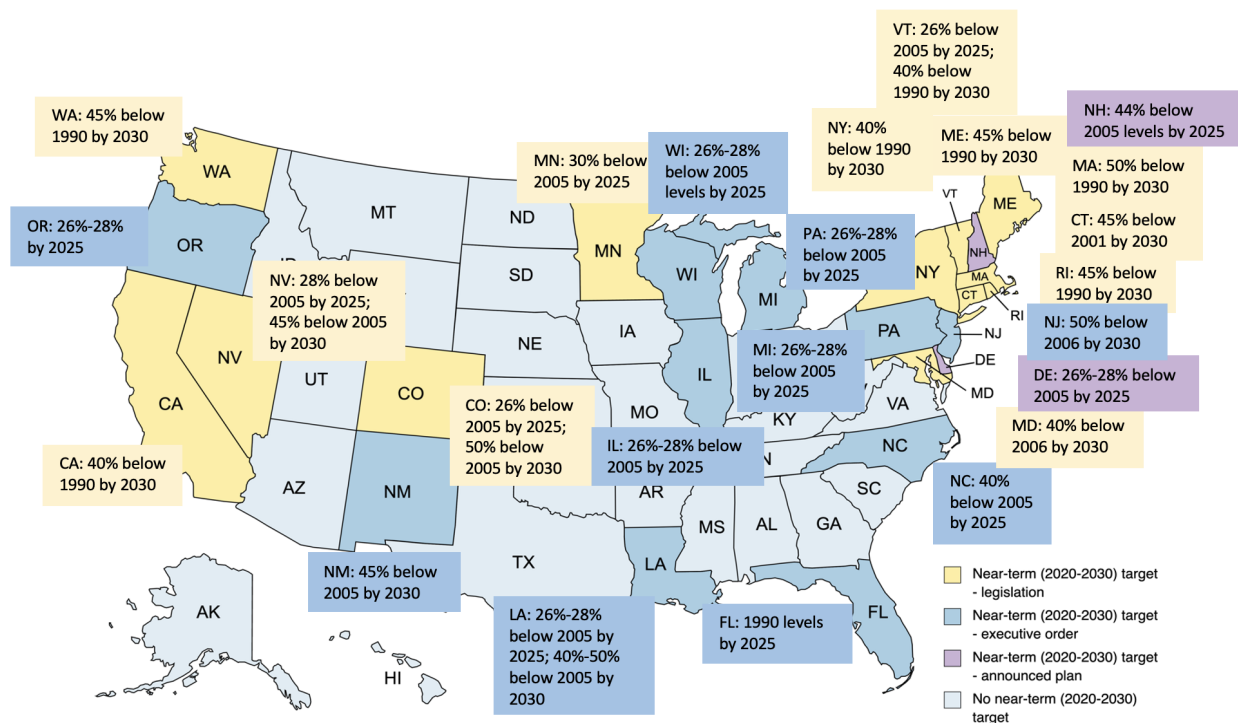 VT: 26% below
2005 by 2025;
40% below
1990 by 2030
WA: 45% below
1990 by 2030
NH: 44% below
2005 levels by 2025
NY: 40%
below 1990
by 2030
ME: 45% below
1990 by 2030
MN: 30% below
2005 by 2025
WI: 26%-28%
below 2005
levels by 2025
MA: 50% below
1990 by 2030
OR: 26%-28%
by 2025
PA: 26%-28%
below 2005
by 2025
CT: 45% below
2001 by 2030
NV: 28% below
2005 by 2025;
45% below 2005
by 2030
RI: 45% below
1990 by 2030
NJ: 50% below
2006 by 2030
MI: 26%-28%
below 2005
by 2025
DE: 26%-28% below
2005 by 2025
CO: 26% below
2005 by 2025;
50% below
2005 by 2030
MD: 40% below
2006 by 2030
IL: 26%-28% below
2005 by 2025
CA: 40% below
1990 by 2030
NC: 40%
below 2005
by 2025
NM: 45% below
2005 by 2030
LA: 26%-28%
below 2005 by
2025; 40%-50%
below 2005 by
2030
FL: 1990 levels
by 2025
WA
MT
ND
MN
VT
ME
OR
SD
WI
MI
NY
NH
MA
CT
RI
NV
NE
IA
IL
PA
NJ
DE
MD
CA
UT
CO
MO
KY
VA
AZ
NM
AR
NC
SC
TX
LA
MS
AL
GA
FL
AK
HI
Near-term (2020-2030) target
- legislation
Near-term (2020-2030) target
- executive order
Near-term (2020-2030) target
- announced plan
No near-term (2020-2030)
target